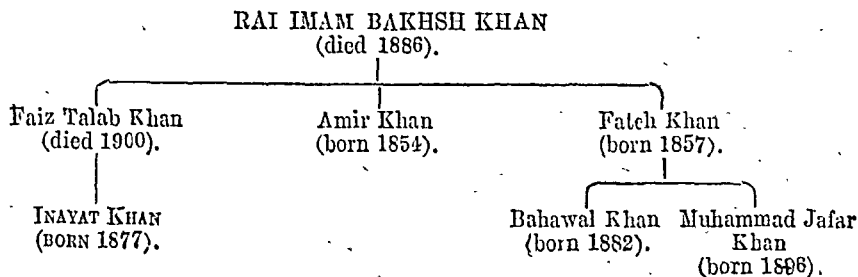 RAI IMAM BAKHSH KHAN
(died 1886).
Faiz Talab Khan
(died 1900).
Amir Khan
(born 1854).
Fateh Khan
(born 1857).
INAYAT KHAN
(BORN 1877).
Bahawal Khan
(born 1882).
Muhammad Jafar
Khan
(born 1896).